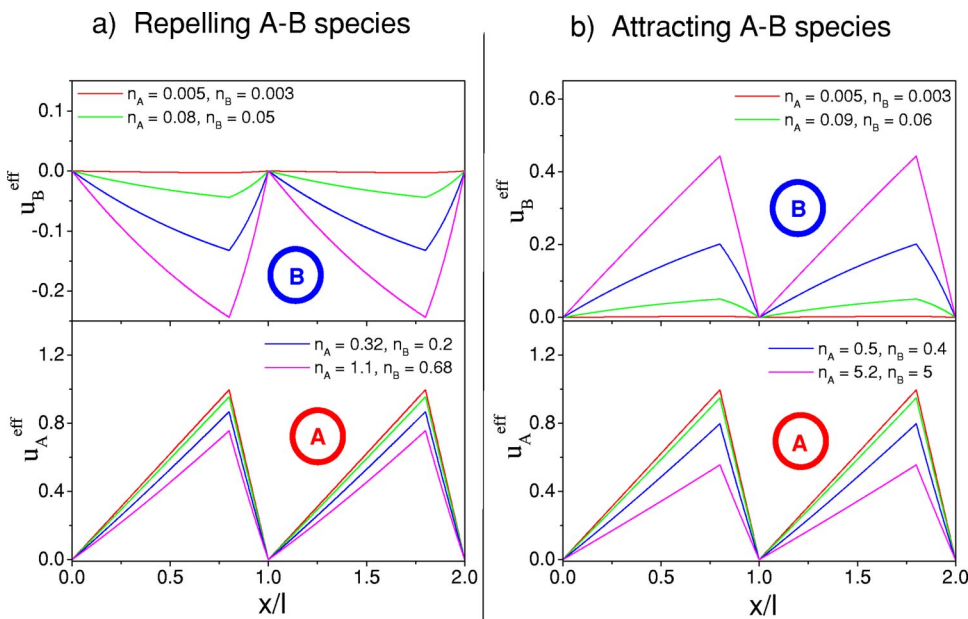 a) Repelling A-B species
n_A = 0.005, n_B = 0.003
n_A = 0.08, n_B = 0.05
0.1
0.0
-0.1
-0.2
u_B^eff
B
n_A = 0.32, n_B = 0.2
n_A = 1.1, n_B = 0.68
1.2
0.8
0.4
0.0
u_A^eff
A
0.0 0.5 1.0 1.5 2.0
x/l
b) Attracting A-B species
n_A = 0.005, n_B = 0.003
n_A = 0.09, n_B = 0.06
0.6
0.4
0.2
0.0
u_B^eff
B
n_A = 0.5, n_B = 0.4
n_A = 5.2, n_B = 5
1.2
0.8
0.4
0.0
u_A^eff
A
0.0 0.5 1.0 1.5 2.0
x/l